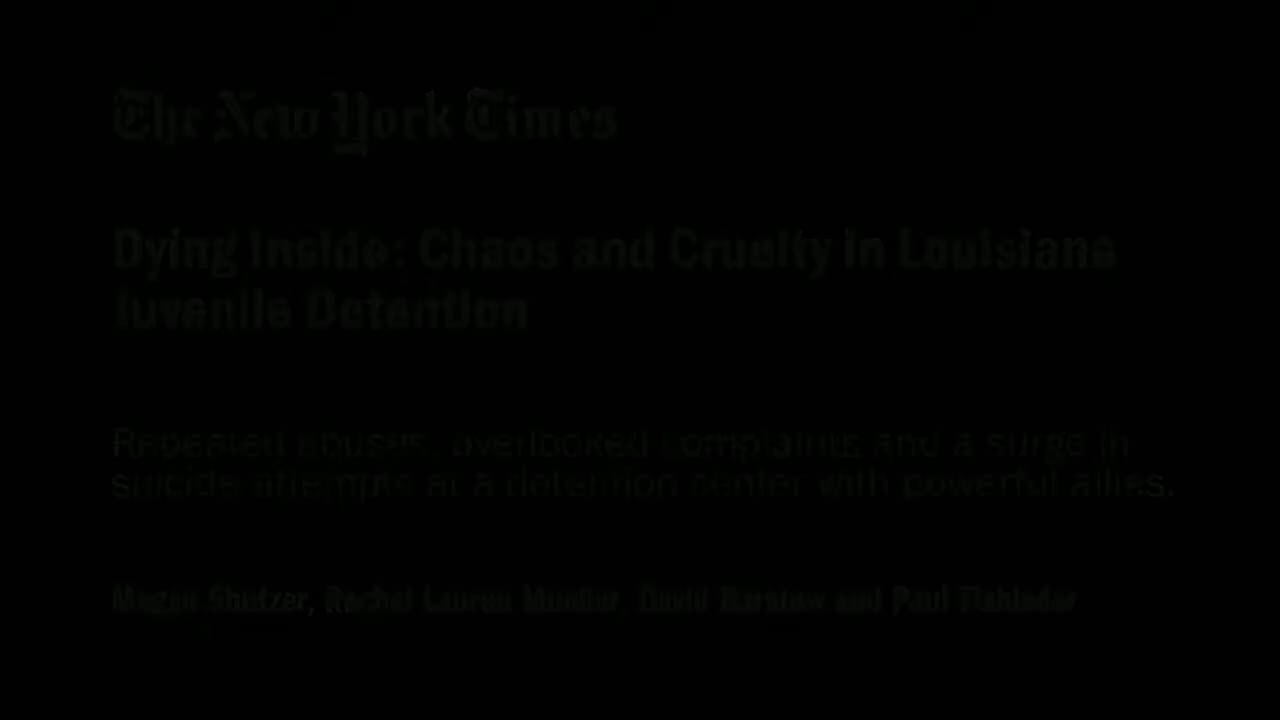 The New York Times
Dying Inside: Chaos and Cruelty in Louisiana
Juvenile Detention
Repeated abuses, overlooked complaints and a surge in
suicide attempts at a detention center with powerful allies.
Megan Shutzer, Rachel Lauren Mueller, David Barstow and Paul